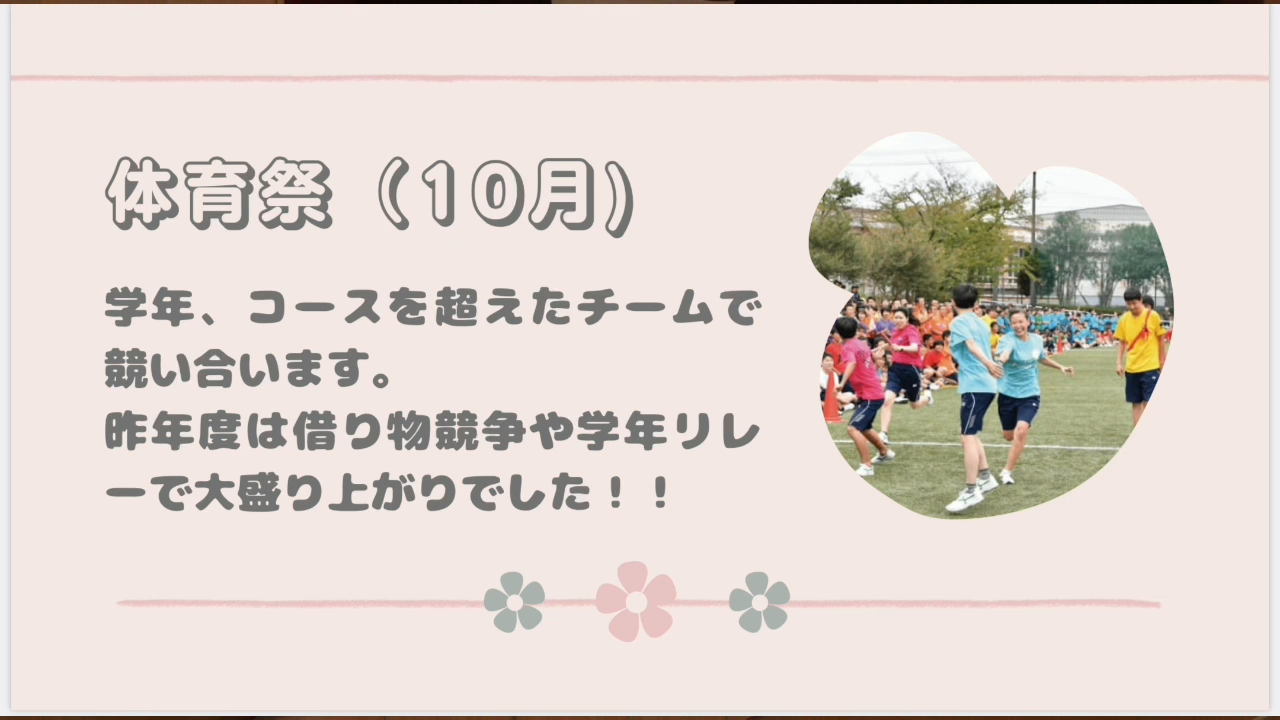 体育祭（10月）
学年、コースを超えたチームで
競い合います。
昨年度は借り物競争や学年リレ
ーで大盛り上がりでした！！